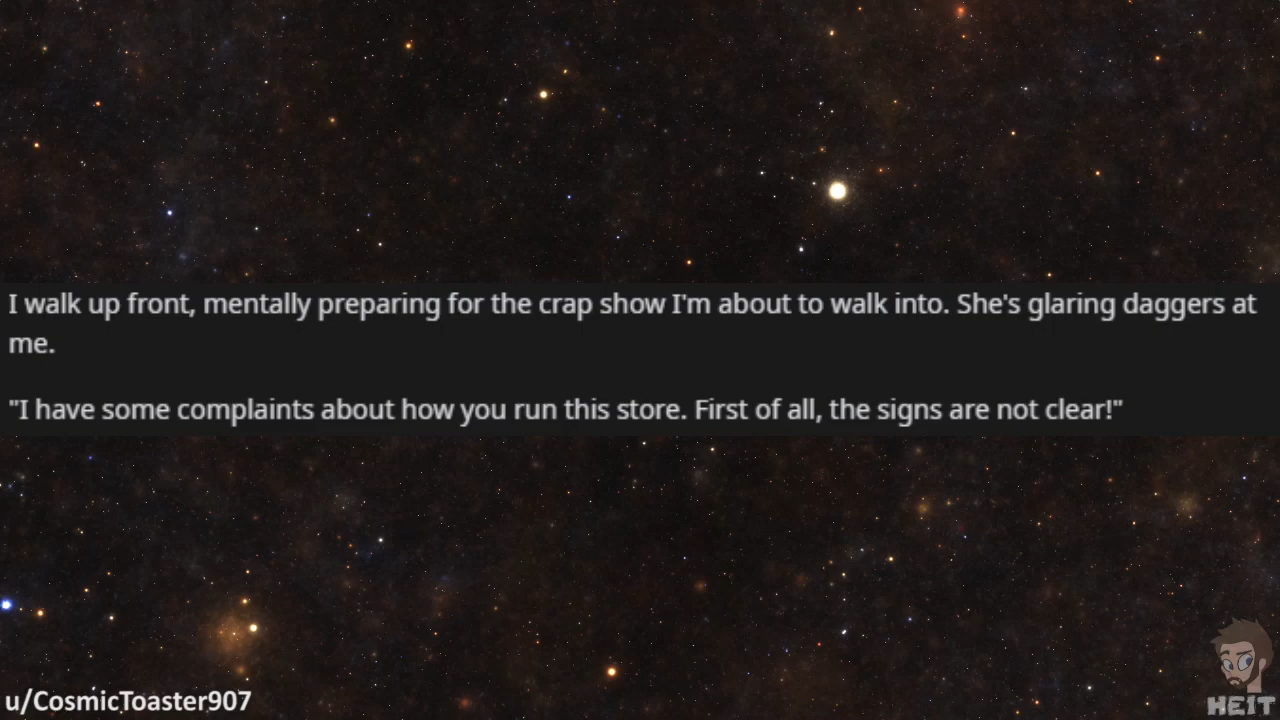 I walk up front, mentally preparing for the crap show I'm about to walk into. She's glaring daggers at
me.
"I have some complaints about how you run this store. First of all, the signs are not clear!"
u/CosmicToaster907
HEIT